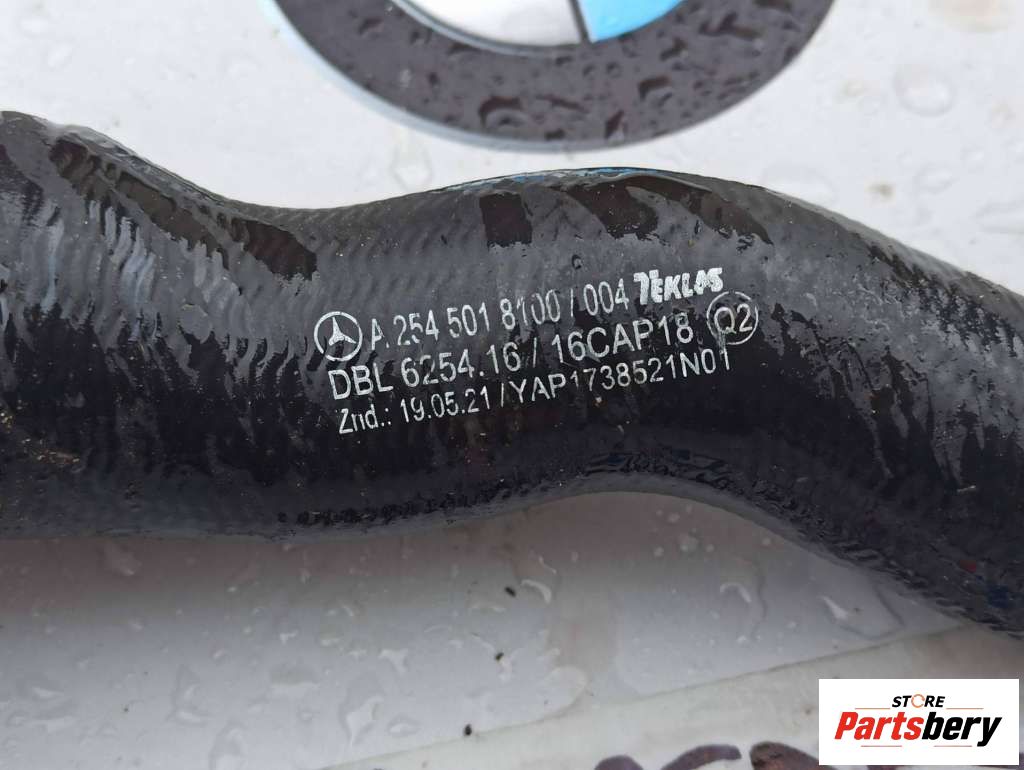 A 254 501 8100 / 004 TEKLAS
DBL 6254.16 / 16CAP18 Q2
Znd.: 19.05.21 / YAP1738521N01
STORE
Partsbery